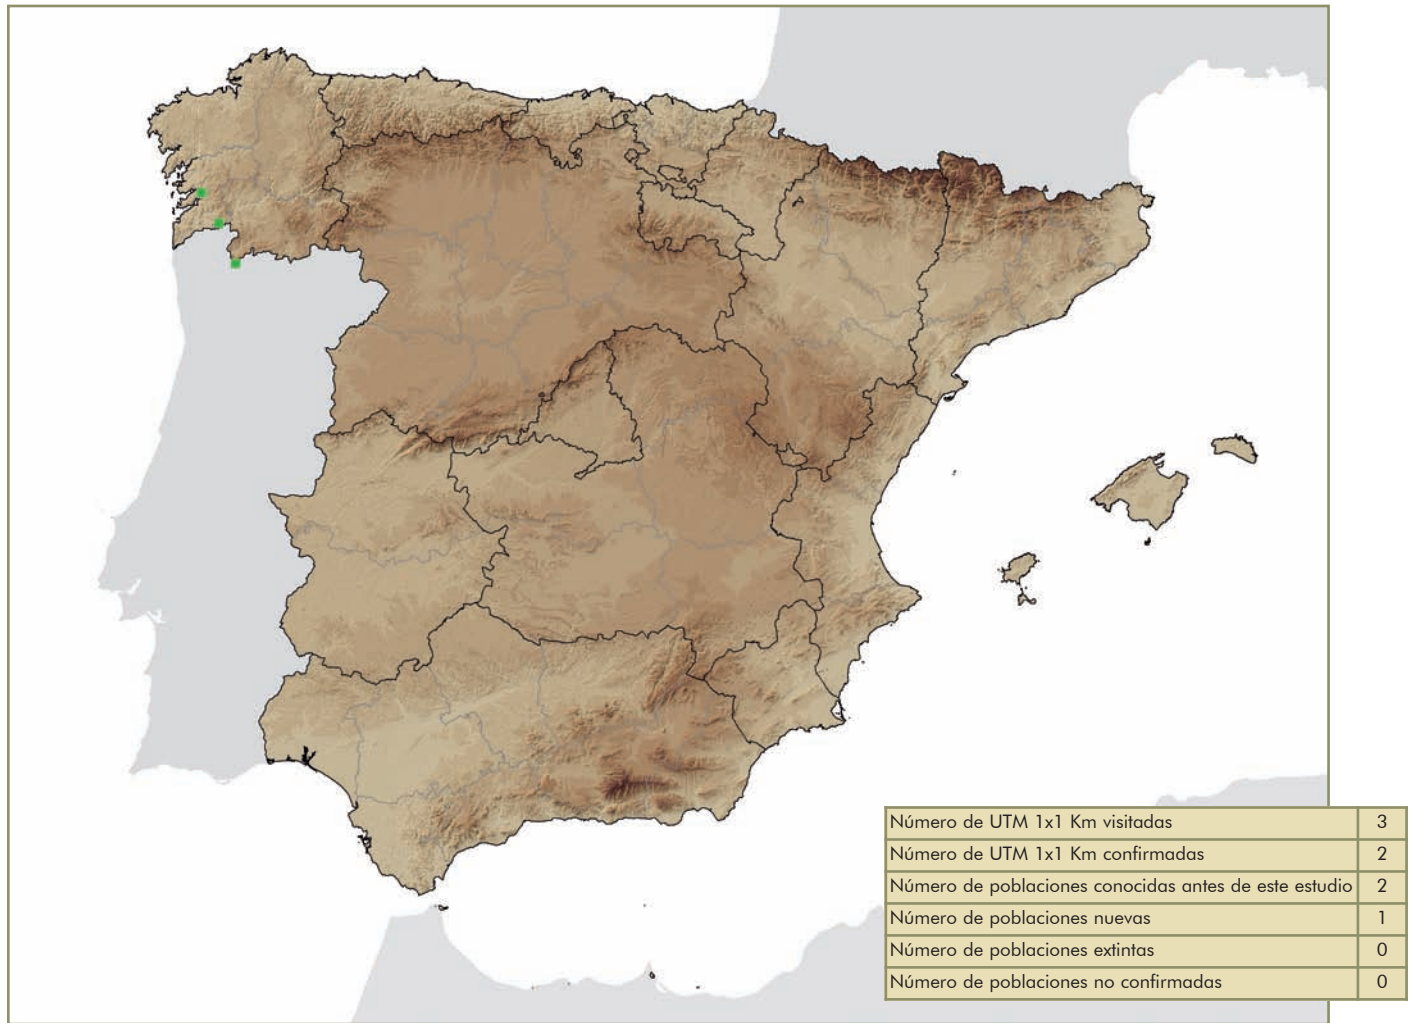 Número de UTM 1x1 Km visitadas 3
Número de UTM 1x1 Km confirmadas 2
Número de poblaciones conocidas antes de este estudio 2
Número de poblaciones nuevas 1
Número de poblaciones extintas 0
Número de poblaciones no confirmadas 0